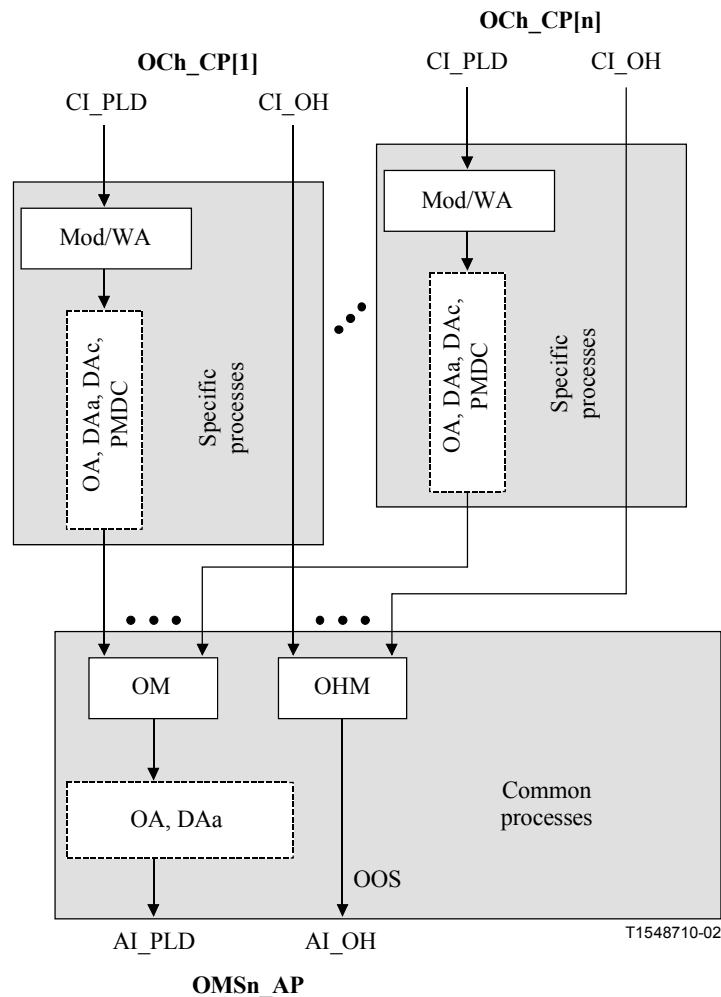 OCh_CP[n]
OCh_CP[1]
CI_PLD
CI_OH
CI_PLD
CI_OH
Mod/WA
Mod/WA
OA, DAa, DAc,
PMDC
Specific
processes
OA, DAa, DAc,
PMDC
Specific
processes
OM
OHM
OA, DAa
Common
processes
OOS
AI_PLD
AI_OH
T1548710-02
OMSn_AP